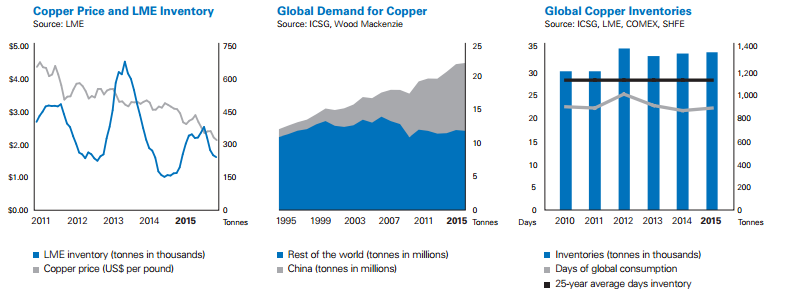 Copper Price and LME Inventory
Source: LME
$5.00
$4.00
$3.00
$2.00
$1.00
$0.00
750
600
450
300
150
0
2011 2012 2013 2014 2015 Tonnes
LME inventory (tonnes in thousands)
Copper price (US$ per pound)
Global Demand for Copper
Source: ICSG, Wood Mackenzie
25
20
15
10
5
0
1995 1999 2003 2007 2011 2015 Tonnes
Rest of the world (tonnes in millions)
China (tonnes in millions)
Global Copper Inventories
Source: ICSG, LME, COMEX, SHFE
35
30
25
20
15
10
5
0
1,400
1,200
1,000
800
600
400
200
0
Days 2010 2011 2012 2013 2014 2015 Tonnes
Inventories (tonnes in thousands)
Days of global consumption
25-year average days inventory